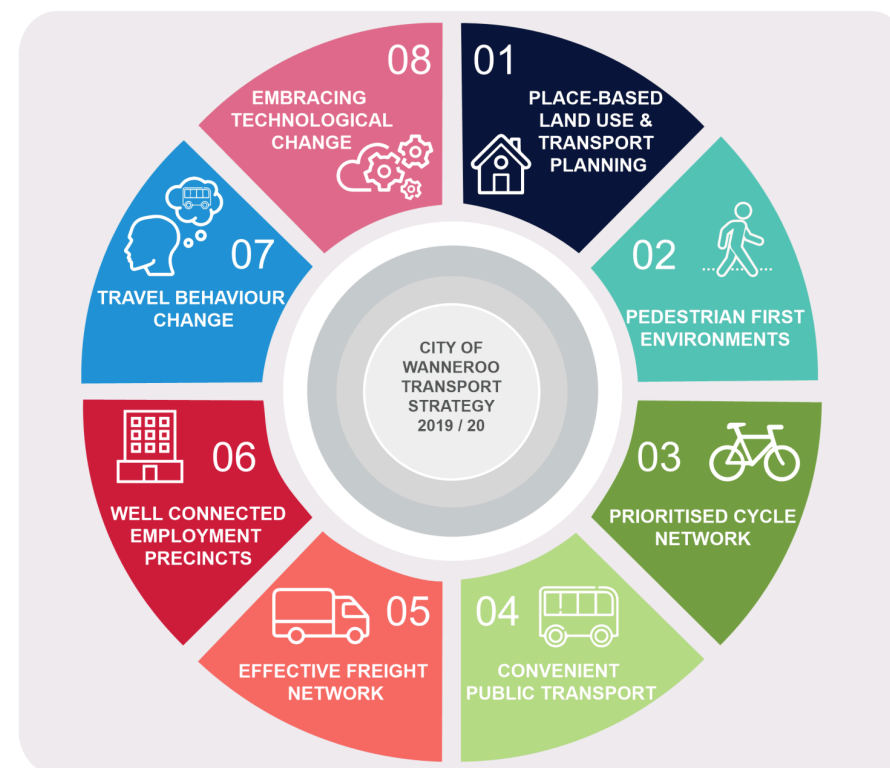 01
PLACE-BASED
LAND USE &
TRANSPORT
PLANNING
02
PEDESTRIAN FIRST
ENVIRONMENTS
03
PRIORITISED CYCLE
NETWORK
04
CONVENIENT
PUBLIC TRANSPORT
05
EFFECTIVE FREIGHT
NETWORK
06
WELL CONNECTED
EMPLOYMENT
PRECINCTS
07
TRAVEL BEHAVIOUR
CHANGE
08
EMBRACING
TECHNOLOGICAL
CHANGE
CITY OF
WANNEROO
TRANSPORT
STRATEGY
2019 / 20